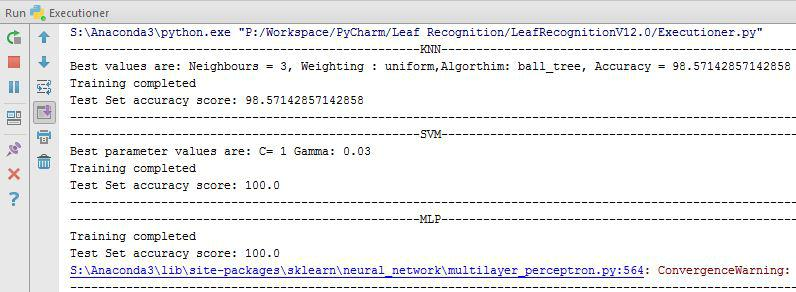 Run Executioner
S:\Anaconda3\python.exe "P:/Workspace/PyCharm/Leaf Recognition/LeafRecognitionV12.0/Executioner.py"
--------------------------------------------------KNN--------------------------------------------------
Best values are: Neighbours = 3, Weighting : uniform,Algorthim: ball_tree, Accuracy = 98.57142857142858
Training completed
Test Set accuracy score: 98.57142857142858
-------------------------------------------------------------------------------------------------------
--------------------------------------------------SVM--------------------------------------------------
Best parameter values are: C= 1 Gamma: 0.03
Training completed
Test Set accuracy score: 100.0
-------------------------------------------------------------------------------------------------------
--------------------------------------------------MLP--------------------------------------------------
Training completed
Test Set accuracy score: 100.0
S:\Anaconda3\lib\site-packages\sklearn\neural_network\multilayer_perceptron.py:564: ConvergenceWarning:
-------------------------------------------------------------------------------------------------------